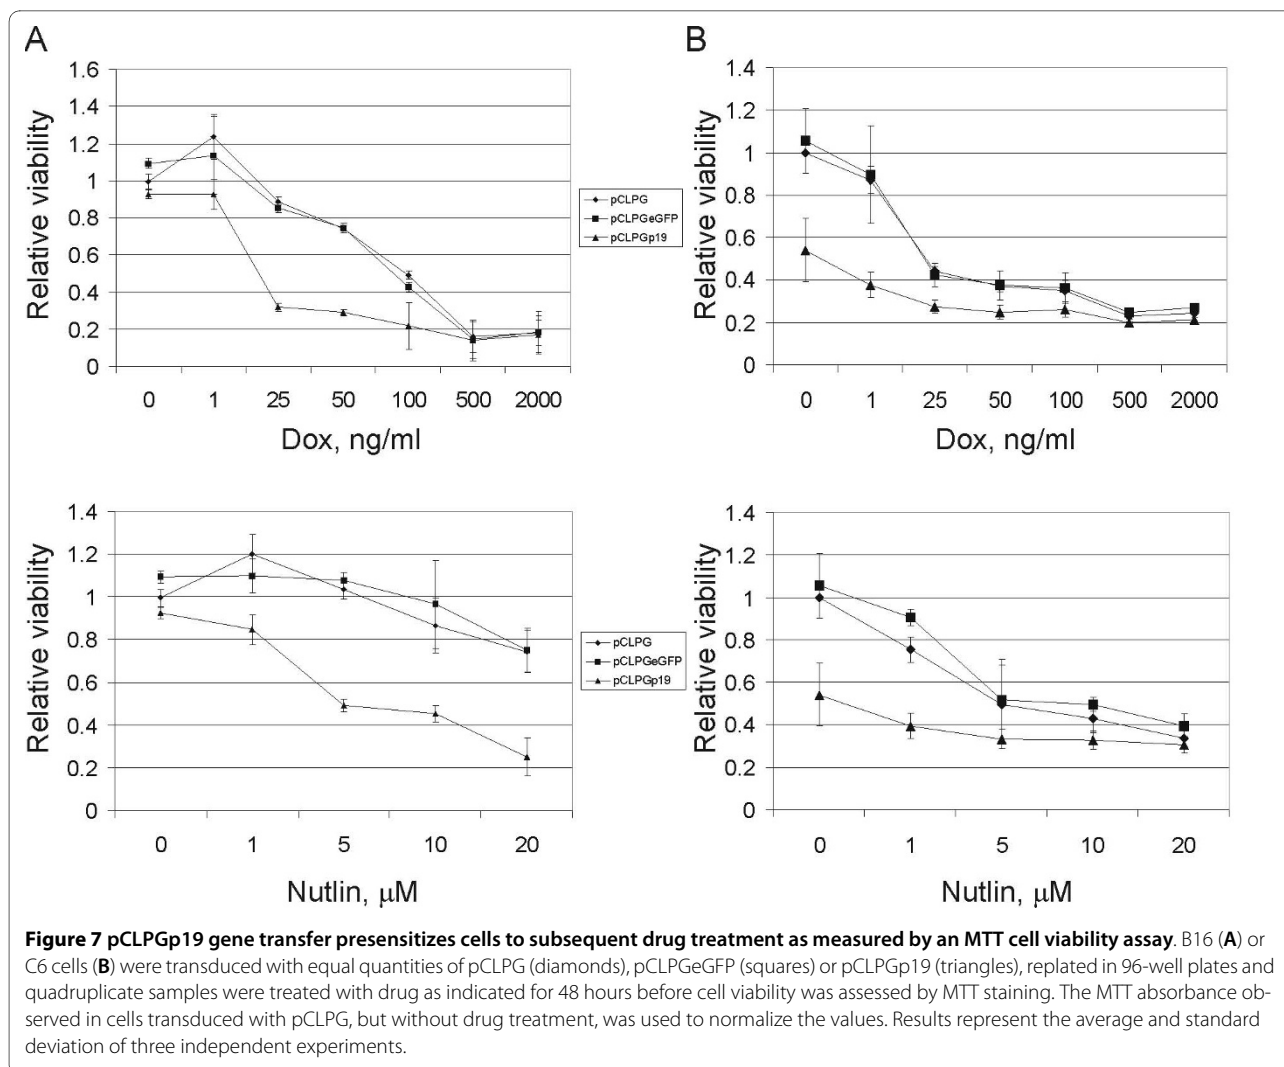 A
B
1.6
1.4
1.2
1
0.8
0.6
0.4
0.2
0
Relative viability
0 1 25 50 100 500 2000
Dox, ng/ml
pCLPG
pCLPGeGFP
pCLPGp19
1.4
1.2
1
0.8
0.6
0.4
0.2
0
Relative viability
0 1 25 50 100 500 2000
Dox, ng/ml
1.4
1.2
1
0.8
0.6
0.4
0.2
0
Relative viability
0 1 5 10 20
Nutlin, μM
pCLPG
pCLPGeGFP
pCLPGp19
1.4
1.2
1
0.8
0.6
0.4
0.2
0
Relative viability
0 1 5 10 20
Nutlin, μM
Figure 7 pCLPGp19 gene transfer presensitizes cells to subsequent drug treatment as measured by an MTT cell viability assay. B16 (A) or
C6 cells (B) were transduced with equal quantities of pCLPG (diamonds), pCLPGeGFP (squares) or pCLPGp19 (triangles), replated in 96-well plates and
quadruplicate samples were treated with drug as indicated for 48 hours before cell viability was assessed by MTT staining. The MTT absorbance ob-
served in cells transduced with pCLPG, but without drug treatment, was used to normalize the values. Results represent the average and standard
deviation of three independent experiments.